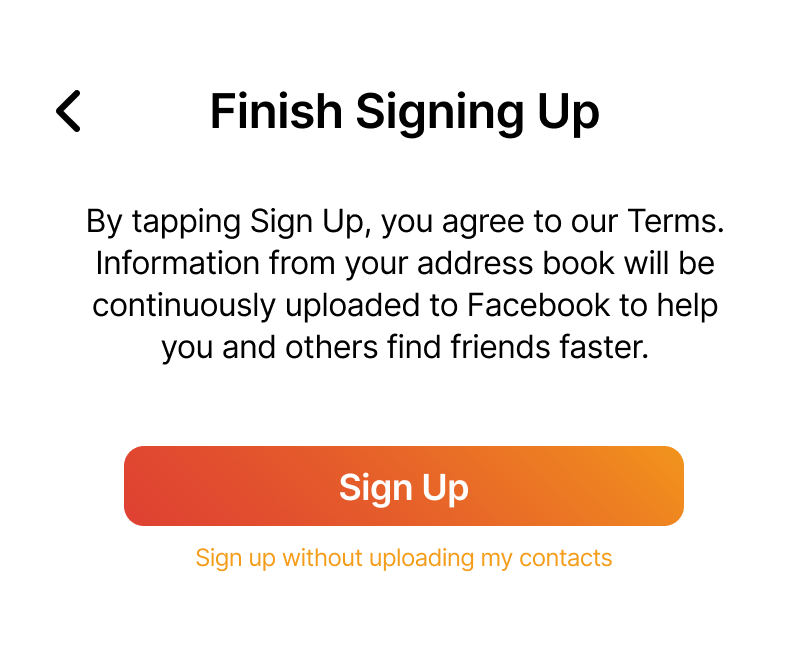 Finish Signing Up
By tapping Sign Up, you agree to our Terms.
Information from your address book will be
continuously uploaded to Facebook to help
you and others find friends faster.
Sign Up
Sign up without uploading my contacts